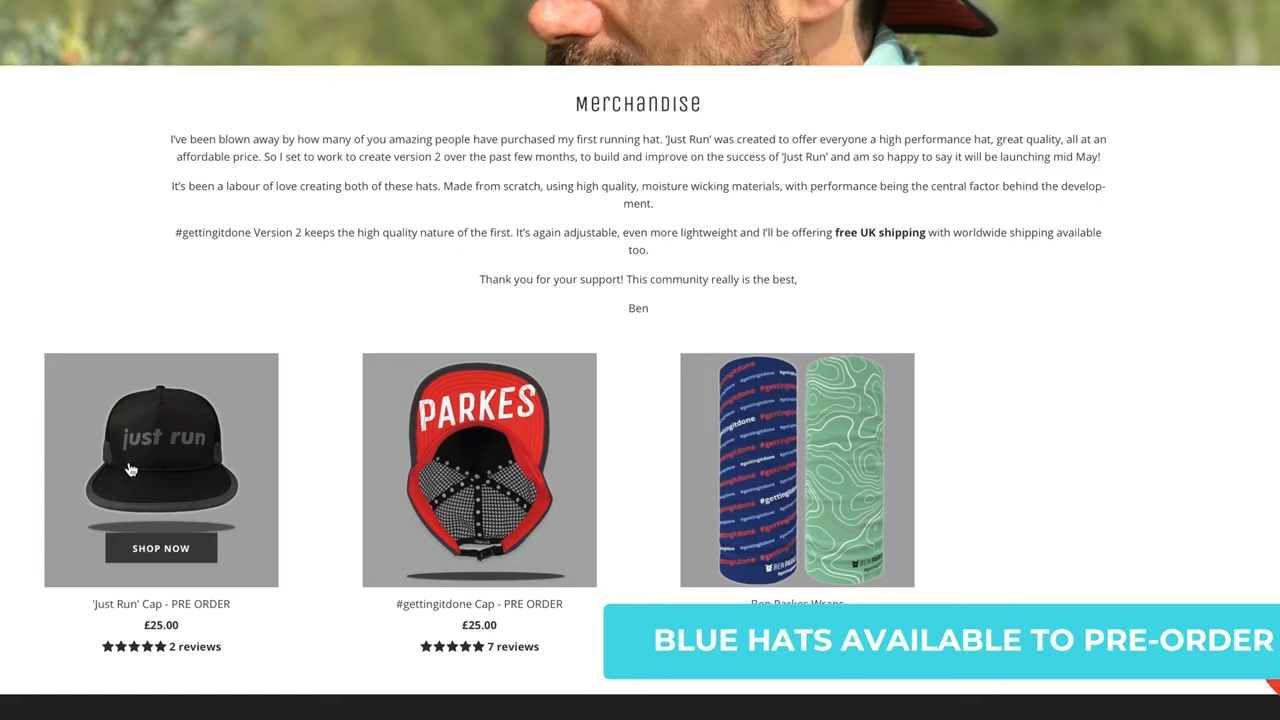 Merchandise
I've been blown away by how many of you amazing people have purchased my first running hat. 'Just Run' was created to offer everyone a high performance hat, great quality, all at an
affordable price. So I set to work to create version 2 over the past few months, to build and improve on the success of 'Just Run' and am so happy to say it will be launching mid May!
It's been a labour of love creating both of these hats. Made from scratch, using high quality, moisture wicking materials, with performance being the central factor behind the develop-
ment.
#gettingitdone Version 2 keeps the high quality nature of the first. It's again adjustable, even more lightweight and I'll be offering free UK shipping with worldwide shipping available
too.
Thank you for your support! This community really is the best,
Ben
just run
PARKES
#gettingitdone
SHOP NOW
'Just Run' Cap - PRE ORDER
#gettingitdone Cap - PRE ORDER
Ben Parkes Wraps
£25.00
£25.00
2 reviews
7 reviews
BLUE HATS AVAILABLE TO PRE-ORDER